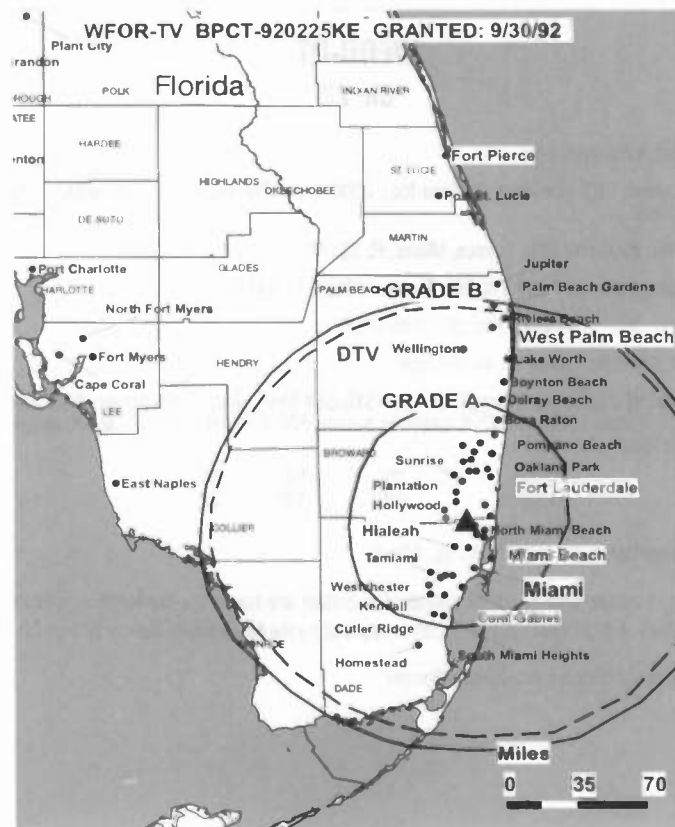 WFOR-TV BPCT-920225KE GRANTED: 9/30/92
Plant City
Florida
POLK
INDIAN RIVER
HARDEE
Fort Pierce
ST LUCIE
HIGHLANDS
OKEECHOBEE
Port St. Lucie
DE SOTO
MARTIN
Port Charlotte
GLADES
Jupiter
CHARLOTTE
PALM BEACH
GRADE B
Palm Beach Gardens
North Fort Myers
Riviera Beach
West Palm Beach
Fort Myers
HENDRY
DTV
Wellington
Lake Worth
Cape Coral
Boynton Beach
LEE
GRADE A
Delray Beach
Boca Raton
Pompano Beach
BROWARD
Sunrise
Oakland Park
East Naples
Plantation
Fort Lauderdale
Hollywood
COLLIER
Hialeah
North Miami Beach
Tamiami
Miami Beach
Westchester
Miami
Kendall
Coral Gables
Cutler Ridge
MONROE
Homestead
South Miami Heights
DADE
Miles
0 35 70